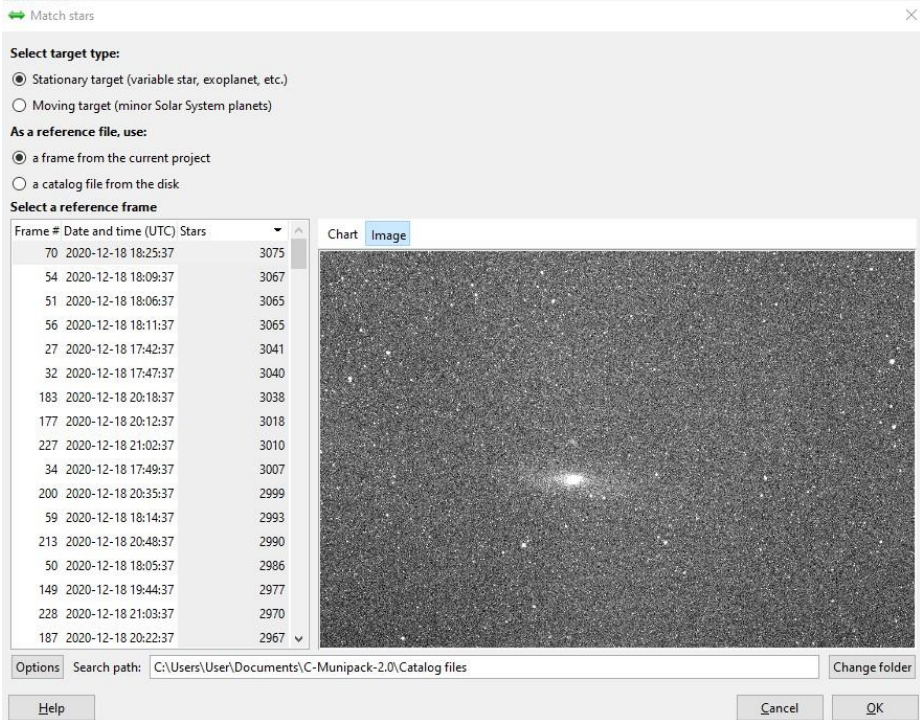 Match stars
Select target type:
Stationary target (variable star, exoplanet, etc.)
Moving target (minor Solar System planets)
As a reference file, use:
a frame from the current project
a catalog file from the disk
Select a reference frame
Frame # Date and time (UTC) Stars
70 2020-12-18 18:25:37 3075
54 2020-12-18 18:09:37 3067
51 2020-12-18 18:06:37 3065
56 2020-12-18 18:11:37 3065
27 2020-12-18 17:42:37 3041
32 2020-12-18 17:47:37 3040
183 2020-12-18 20:18:37 3038
177 2020-12-18 20:12:37 3018
227 2020-12-18 21:02:37 3010
34 2020-12-18 17:49:37 3007
200 2020-12-18 20:35:37 2999
59 2020-12-18 18:14:37 2993
213 2020-12-18 20:48:37 2990
50 2020-12-18 18:05:37 2986
149 2020-12-18 19:44:37 2977
228 2020-12-18 21:03:37 2970
187 2020-12-18 20:22:37 2967
Chart Image
Options Search path: C:\Users\User\Documents\C-Munipack-2.0\Catalog files Change folder
Help Cancel OK